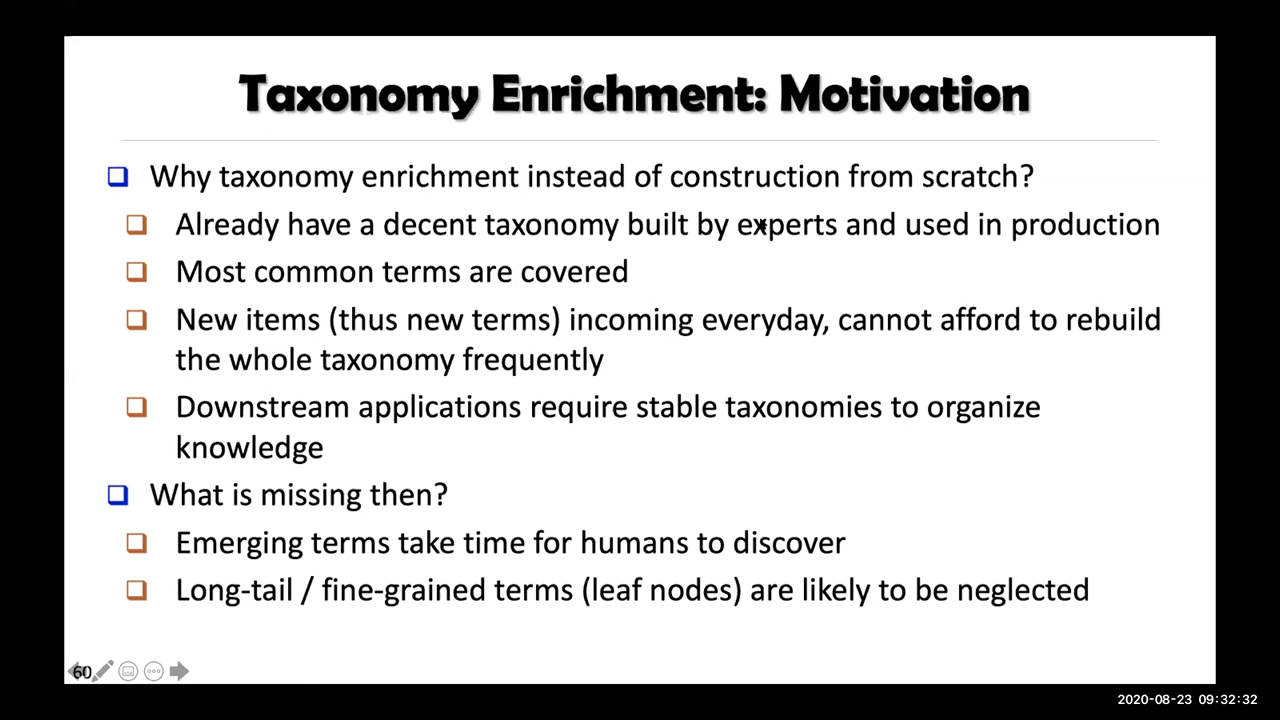 Taxonomy Enrichment: Motivation
Why taxonomy enrichment instead of construction from scratch?
Already have a decent taxonomy built by experts and used in production
Most common terms are covered
New items (thus new terms) incoming everyday, cannot afford to rebuild
the whole taxonomy frequently
Downstream applications require stable taxonomies to organize
knowledge
What is missing then?
Emerging terms take time for humans to discover
Long-tail / fine-grained terms (leaf nodes) are likely to be neglected
60
2020-08-23 09:32:32